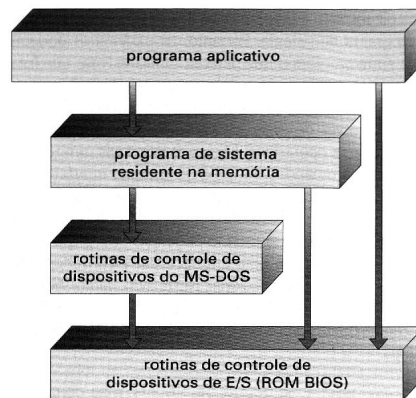 programa aplicativo
programa de sistema
residente na memória
rotinas de controle de
dispositivos do MS-DOS
rotinas de controle de
dispositivos de E/S (ROM BIOS)